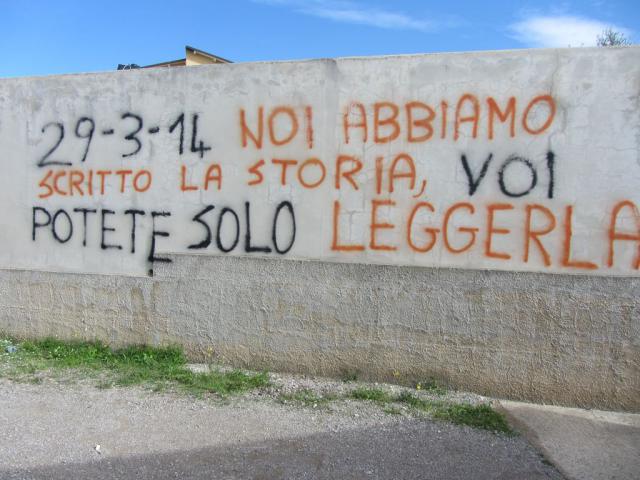 29-3-14 NOI ABBIAMO
SCRITTO LA STORIA, VOI
POTETE SOLO LEGGERLA